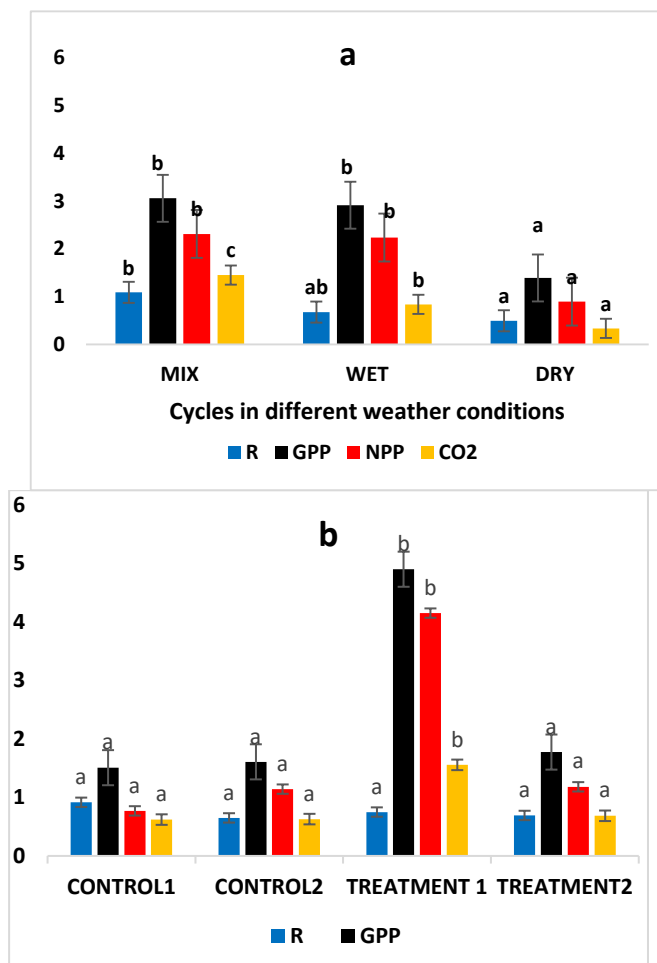 a
6
5
4
3
2
1
0
b b b c
ab b b b
a a a a
MIX WET DRY
Cycles in different weather conditions
R GPP NPP CO2
b
6
5
4
3
2
1
0
a a a a
a a a a
a b b b
a a a a
CONTROL1 CONTROL2 TREATMENT 1 TREATMENT2
R GPP